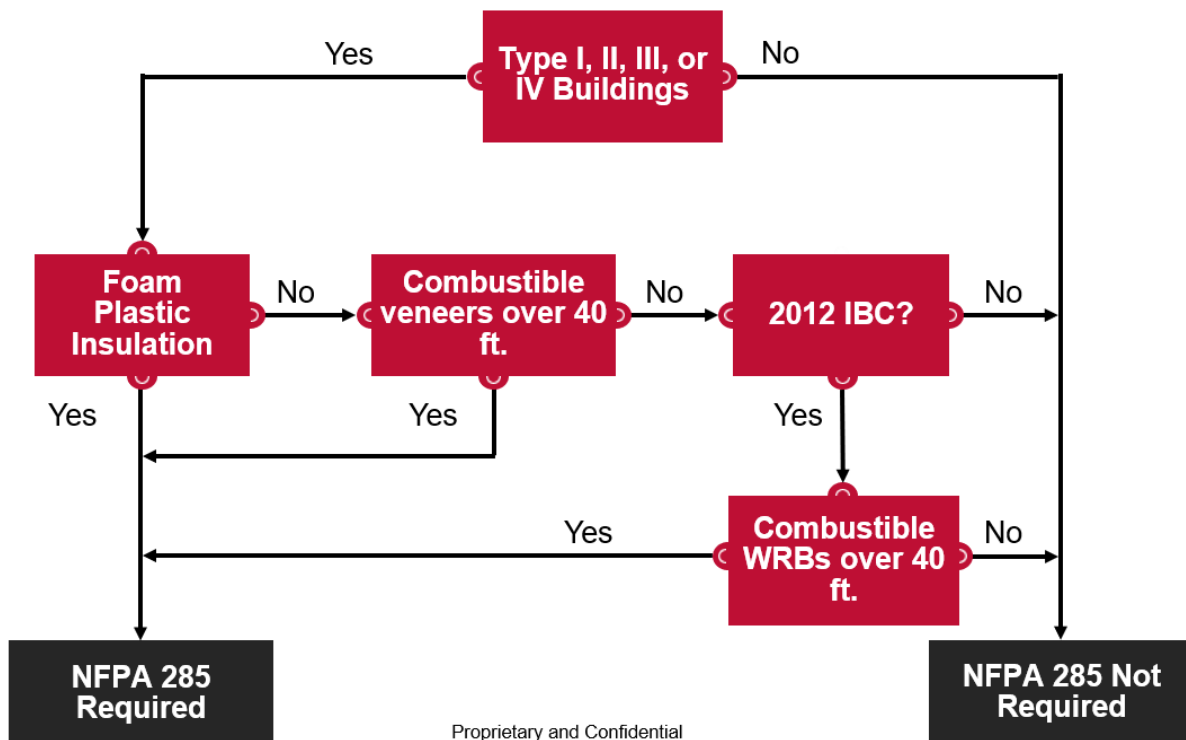 Type I, II, III, or
IV Buildings
Yes
No
Foam
Plastic
Insulation
No
Combustible
veneers over 40
ft.
No
2012 IBC?
No
Yes
Yes
Yes
Combustible
WRBs over 40
ft.
Yes
No
NFPA 285
Required
NFPA 285 Not
Required
Proprietary and Confidential